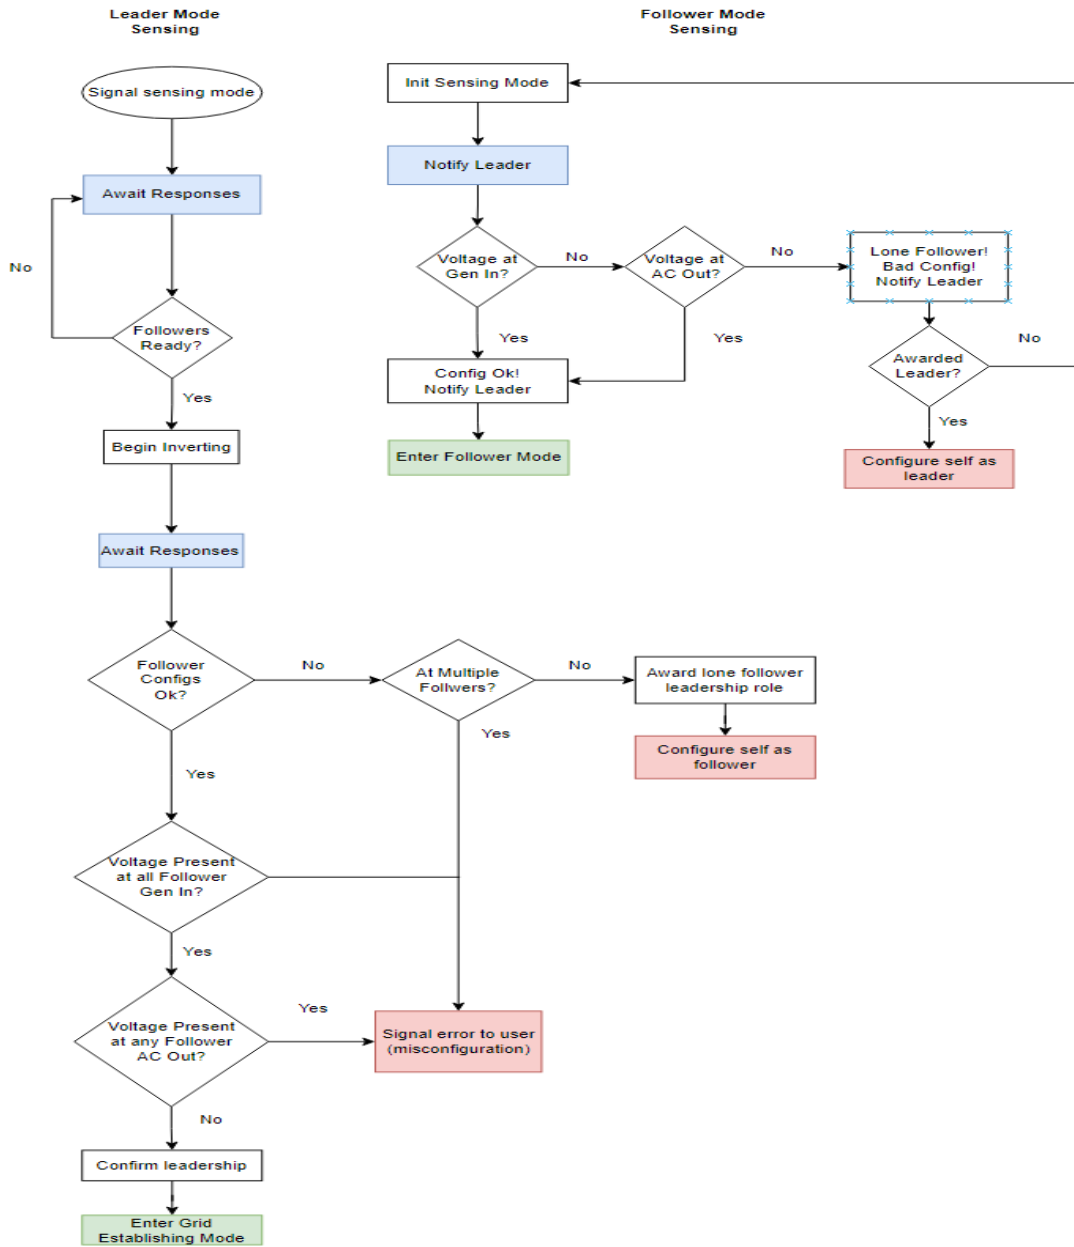 Leader Mode
Sensing
Signal sensing mode
Await Responses
No
Followers
Ready?
Yes
Begin Inverting
Await Responses
Follower
Configs
Ok?
No
At Multiple
Follwers?
No
Award lone follower
leadership role
Configure self as
follower
Yes
Yes
Voltage Present
at all Follower
Gen In?
Yes
Voltage Present
at any Follower
AC Out?
Yes
Signal error to user
(misconfiguration)
No
Confirm leadership
Enter Grid
Establishing Mode
Follower Mode
Sensing
Init Sensing Mode
Notify Leader
Voltage at
Gen In?
No
Voltage at
AC Out?
No
Lone Follower!
Bad Config!
Notify Leader
Yes
Yes
Config Ok!
Notify Leader
Enter Follower Mode
Awarded
Leader?
No
Yes
Configure self as
leader